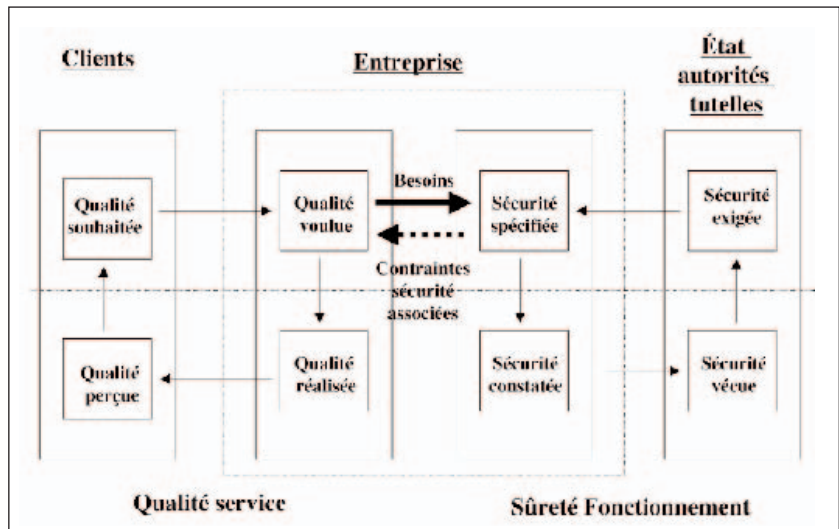 Clients
Entreprise
État
autorités
tutelles
Qualité
souhaitée
Qualité
voulue
Besoins
Sécurité
spécifiée
Sécurité
exigée
Contraintes
sécurité
associées
Qualité
perçue
Qualité
réalisée
Sécurité
constatée
Sécurité
vécue
Qualité service
Sûreté Fonctionnement